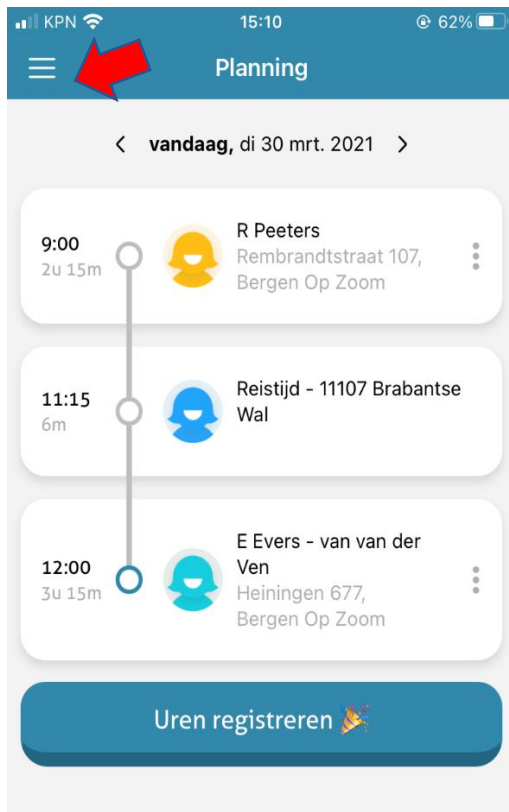 KPN 15:10 62%
Planning
vandaag, di 30 mrt. 2021
9:00
2u 15m
R Peeters
Rembrandtstraat 107,
Bergen Op Zoom
11:15
6m
Reistijd - 11107 Brabantse
Wal
12:00
3u 15m
E Evers - van van der
Ven
Heiningen 677,
Bergen Op Zoom
Uren registreren 🎉